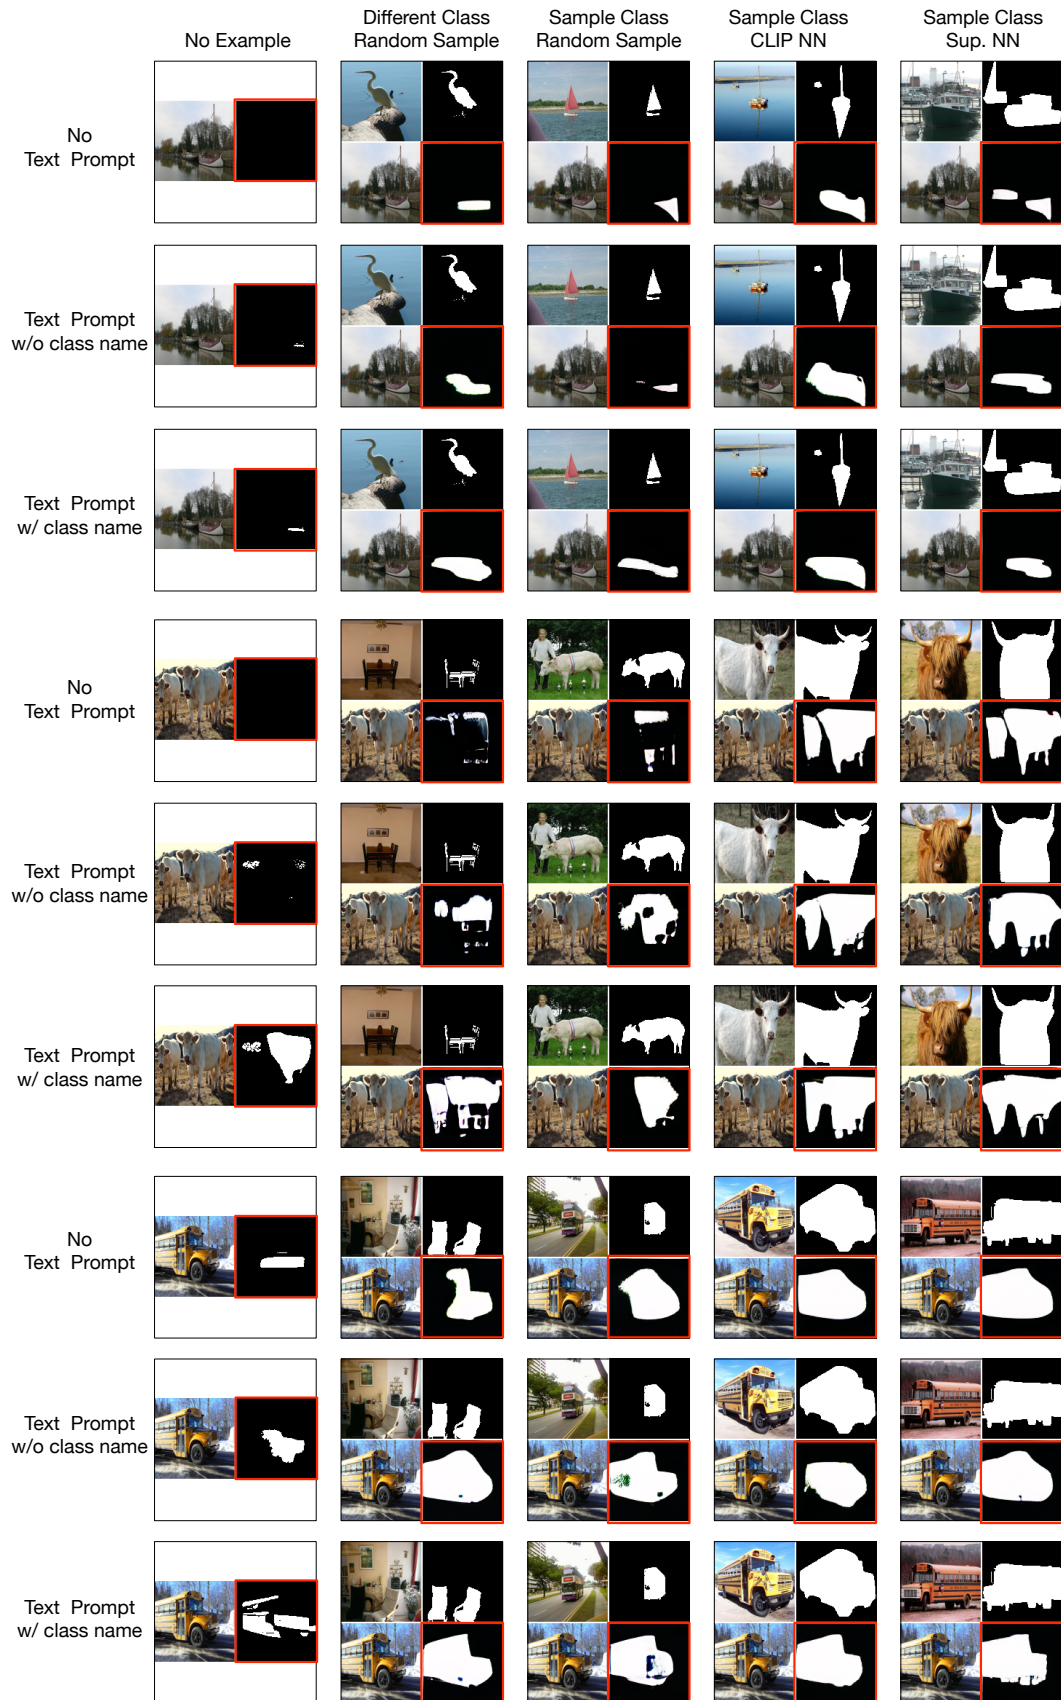 No Example
Different Class
Random Sample
Sample Class
Random Sample
Sample Class
CLIP NN
Sample Class
Sup. NN
No
Text Prompt
Text Prompt
w/o class name
Text Prompt
w/ class name
No
Text Prompt
Text Prompt
w/o class name
Text Prompt
w/ class name
No
Text Prompt
Text Prompt
w/o class name
Text Prompt
w/ class name